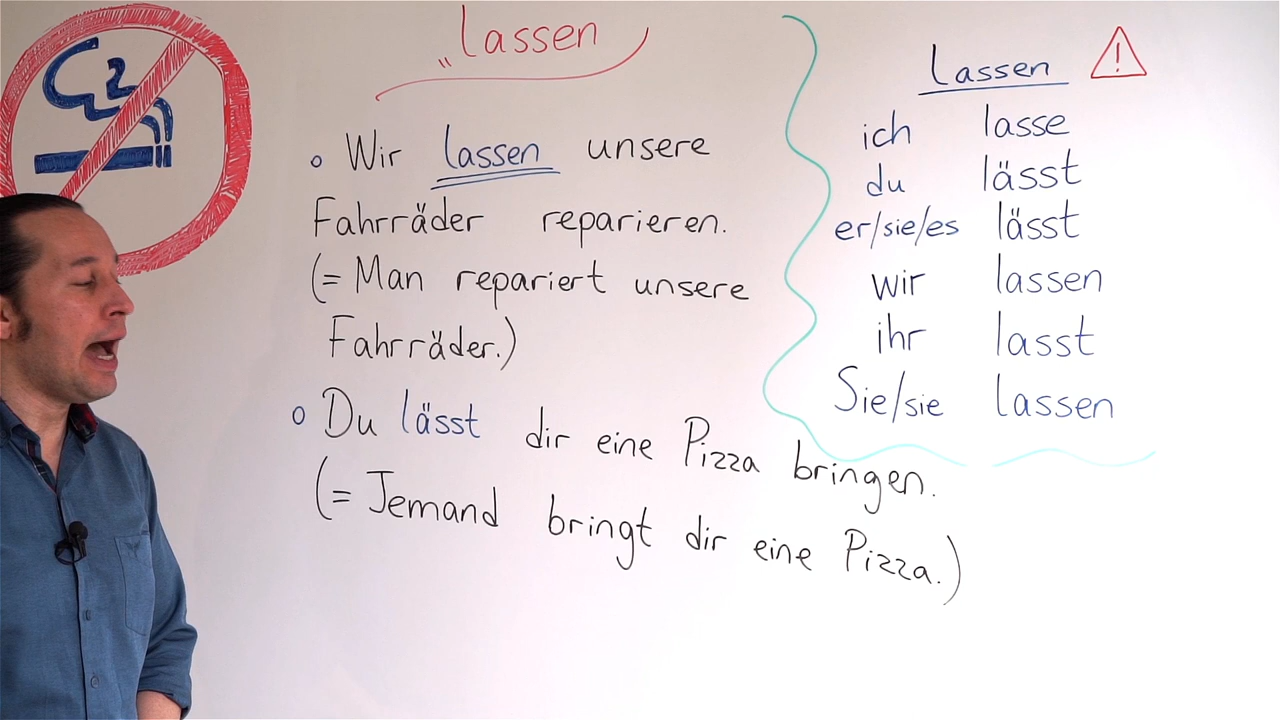 „lassen
◦ Wir lassen unsere
Fahrräder reparieren.
(= Man repariert unsere
Fahrräder.)
◦ Du lässt dir eine Pizza bringen.
(= Jemand bringt dir eine Pizza.)
Lassen
ich lasse
du lässt
er/sie/es lässt
wir lassen
ihr lasst
Sie/sie lassen